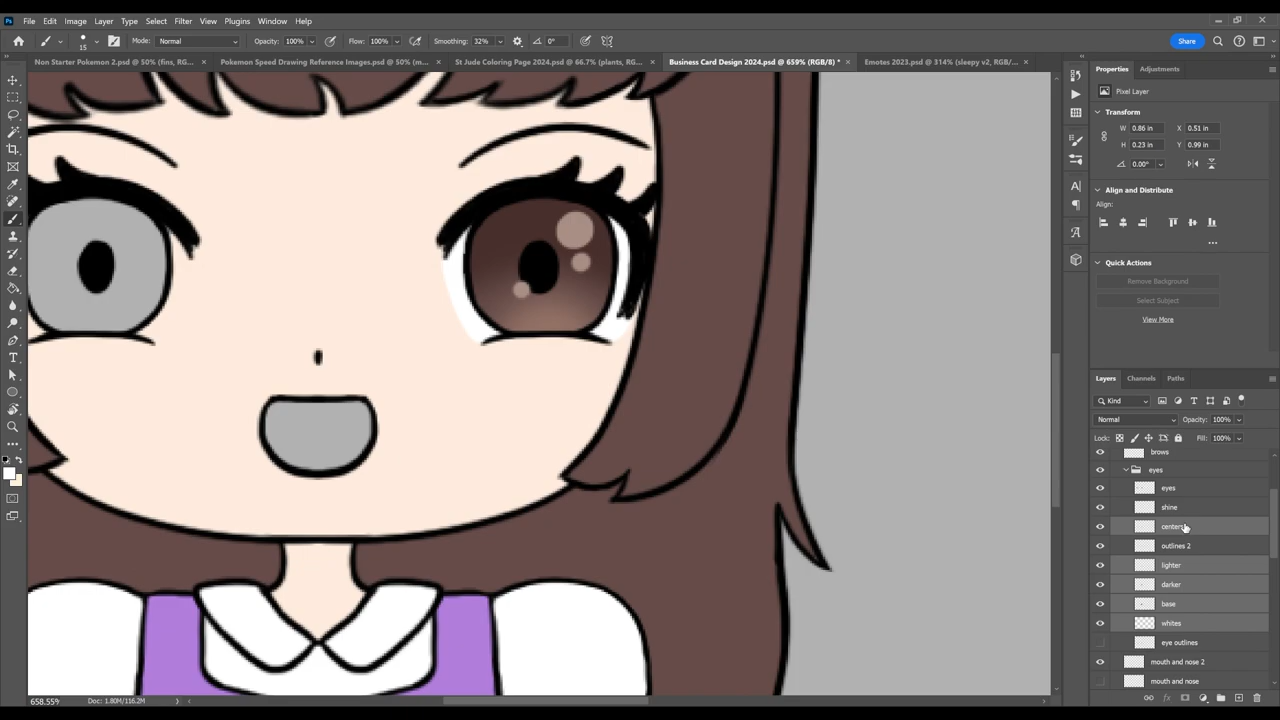 File Edit Image Layer Type Select Filter View Plugins Window Help
15 Mode: Normal Opacity: 100% Flow: 100% Smoothing: 32% 0° Share
Non Starter Pokemon 2.psd @ 50% (fins, RG... × Pokemon Speed Drawing Reference Images.psd @ 50% (m... × St Jude Coloring Page 2024.psd @ 66.7% (plants, RG... × Business Card Design 2024.psd @ 659% (RGB/8) * × Emotes 2023.psd @ 314% (sleepy v2, RGB/... ×
Properties Adjustments
Pixel Layer
Transform
W 0.86 in X 0.51 in
H 0.23 in Y 0.99 in
0.00°
Align and Distribute
Align:
Quick Actions
Remove Background
Select Subject
View More
Layers Channels Paths
Kind
Normal Opacity: 100%
Lock: Fill: 100%
brows
eyes
eyes
shine
centers
outlines 2
lighter
darker
base
whites
eye outlines
mouth and nose 2
mouth and nose
658.55% Doc: 1.80M/116.2M